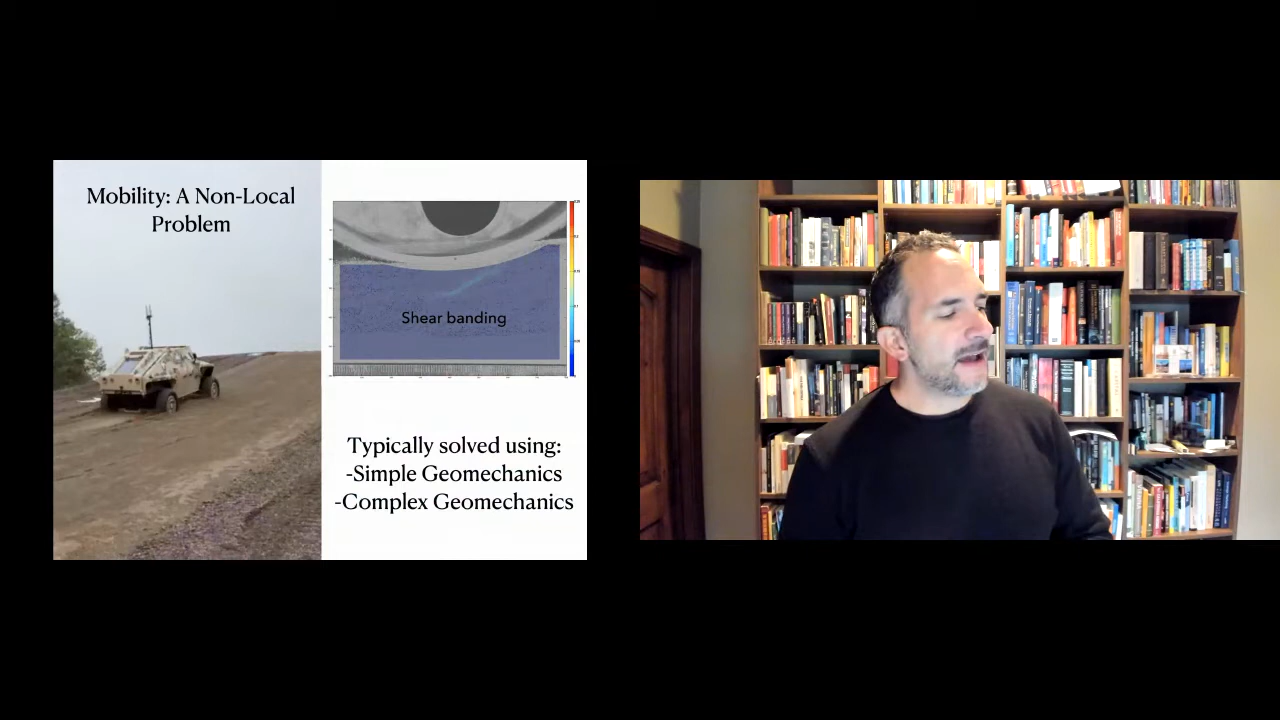 Mobility: A Non-Local
Problem
Shear banding
Typically solved using:
-Simple Geomechanics
-Complex Geomechanics